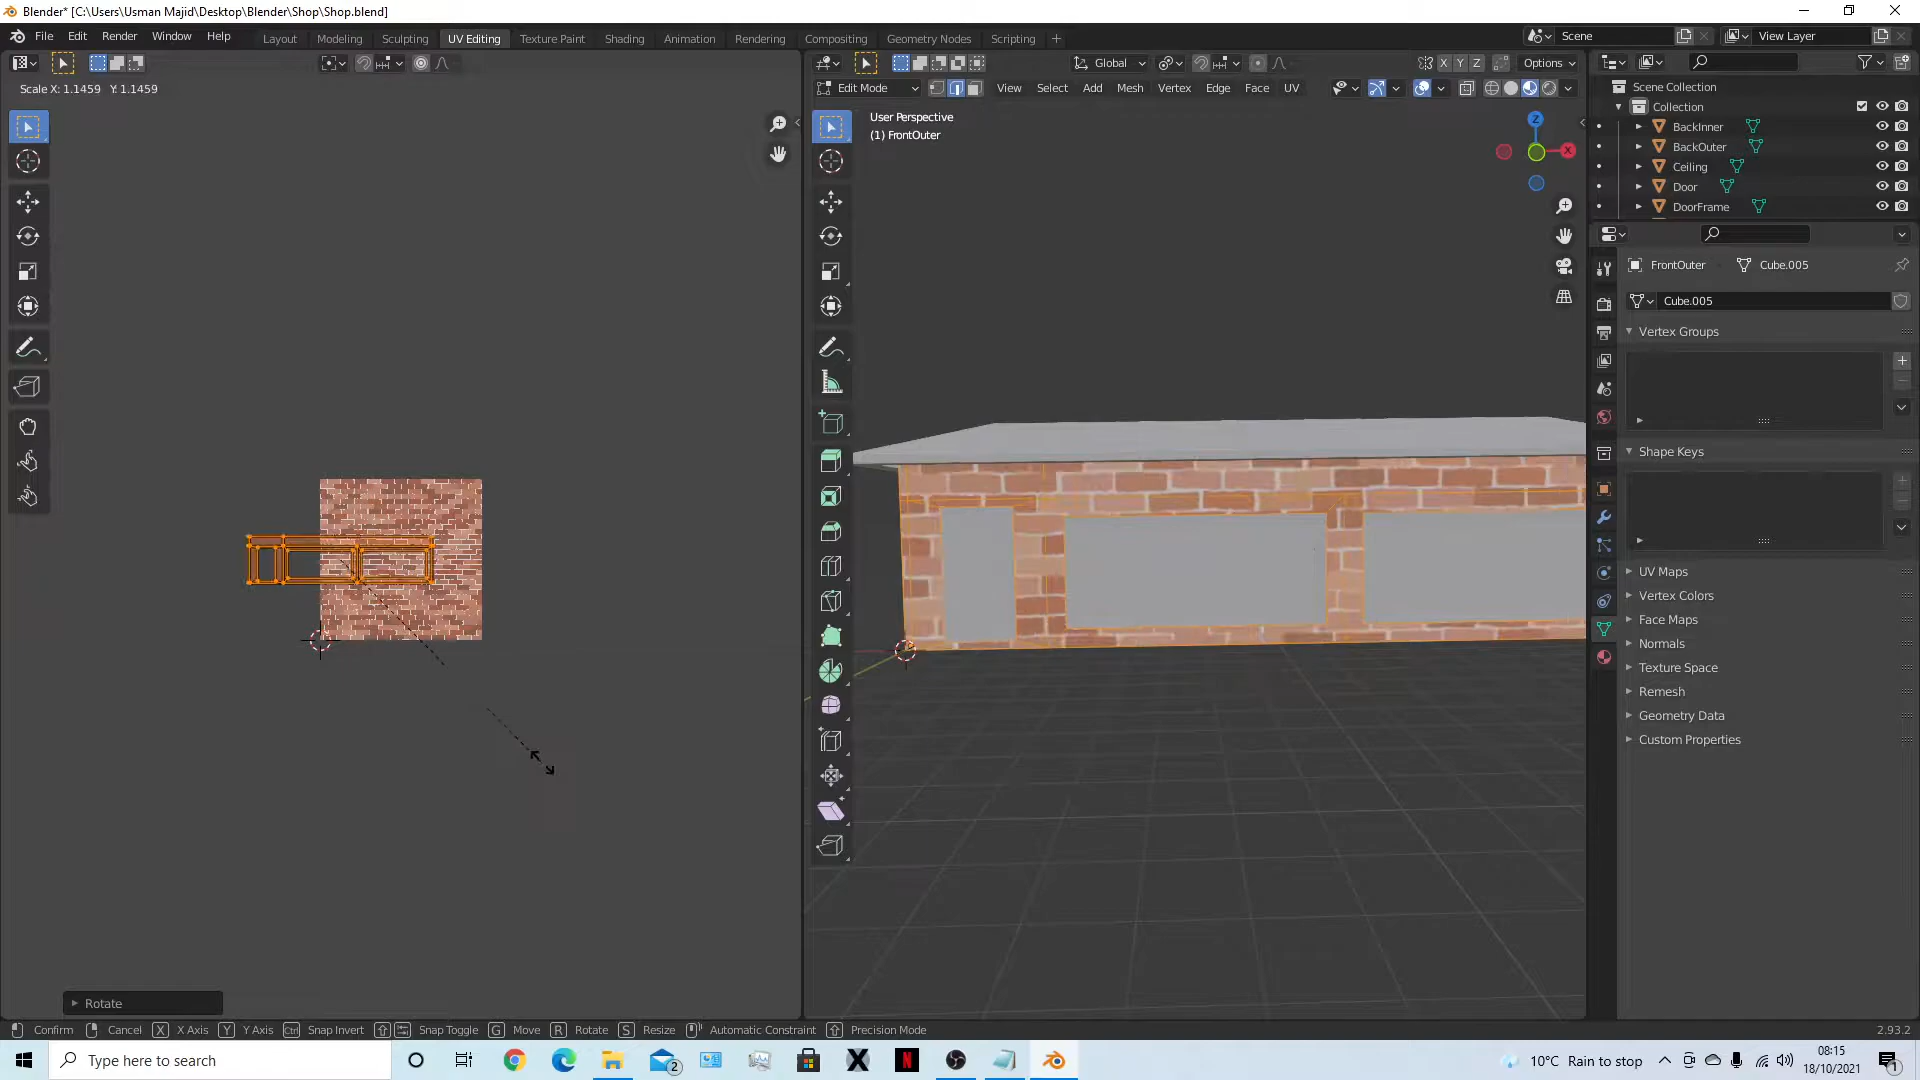 Blender* [C:\Users\Usman Majid\Desktop\Blender\Shop\Shop.blend]
File Edit Render Window Help
Layout Modeling Sculpting UV Editing Texture Paint Shading Animation Rendering Compositing Geometry Nodes Scripting +
Scene
View Layer
Global
X Y Z
Options
Scale X: 1.1459 Y: 1.1459
Edit Mode
View Select Add Mesh Vertex Edge Face UV
Scene Collection
Collection
BackInner
BackOuter
Ceiling
Door
DoorFrame
User Perspective
(1) FrontOuter
Z
X
FrontOuter
Cube.005
Cube.005
Vertex Groups
Shape Keys
UV Maps
Vertex Colors
Face Maps
Normals
Texture Space
Remesh
Geometry Data
Custom Properties
Rotate
Confirm Cancel X X Axis Y Y Axis Ctrl Snap Invert Snap Toggle G Move R Rotate S Resize Automatic Constraint Precision Mode
2.93.2
Type here to search
2
10°C Rain to stop
08:15
18/10/2021
1